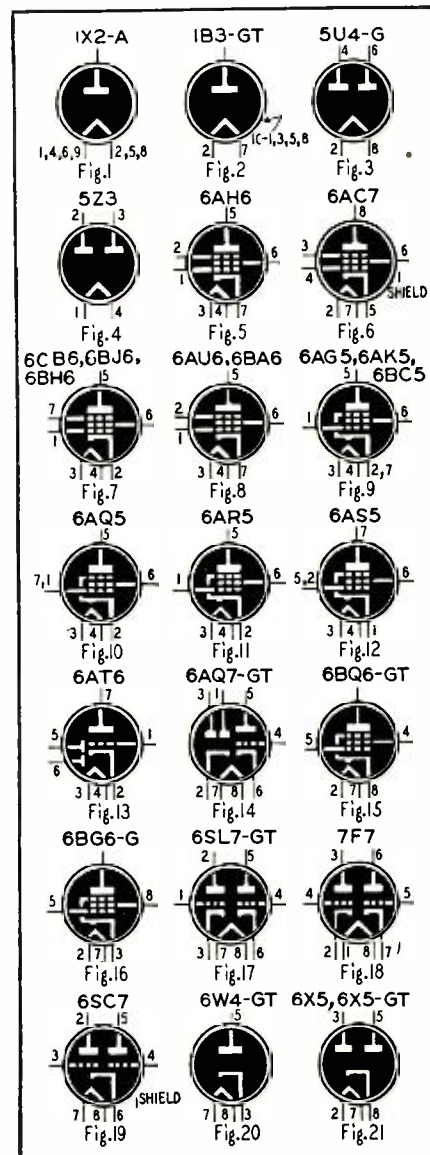 1X2-A 1B3-GT 5U4-G
4 6
1,4,6,9 2,5,8 2 7 IC-1,3,5,8 2 8
Fig.1 Fig.2 Fig.3
5Z3 6AH6 6AC7
2 3 5 8
2 6 3 6
1 4 1
SHIELD
1 4 3 4 7 2 7 5
Fig.4 Fig.5 Fig.6
6CB6,6BJ6, 6AU6,6BA6 6AG5,6AK5,
6BH6 5 5 5 6BC5
7 6 2 6 1 6
1 1
3 4 2 3 4 7 3 4 2,7
Fig.7 Fig.8 Fig.9
6AQ5 6AR5 6AS5
5 5 7
7,1 6 1 6 5,2 6
3 4 2 3 4 2 3 4 1
Fig.10 Fig.11 Fig.12
6AT6 6AQ7-GT 6BQ6-GT
7 3 1 5
5 1 4 5 4
6
3 4 2 2 7 8 6 2 7 8
Fig.13 Fig.14 Fig.15
6BG6-G 6SL7-GT 7F7
2 5 3 6
5 8 1 4 4 5
2 7 3 3 7 8 6 2 1 8 7
Fig.16 Fig.17 Fig.18
6SC7 6W4-GT 6X5,6X5-GT
2 5 5 3 5
3 4
SHIELD
7 8 6 7 8 3 2 7 8
Fig.19 Fig.20 Fig.21